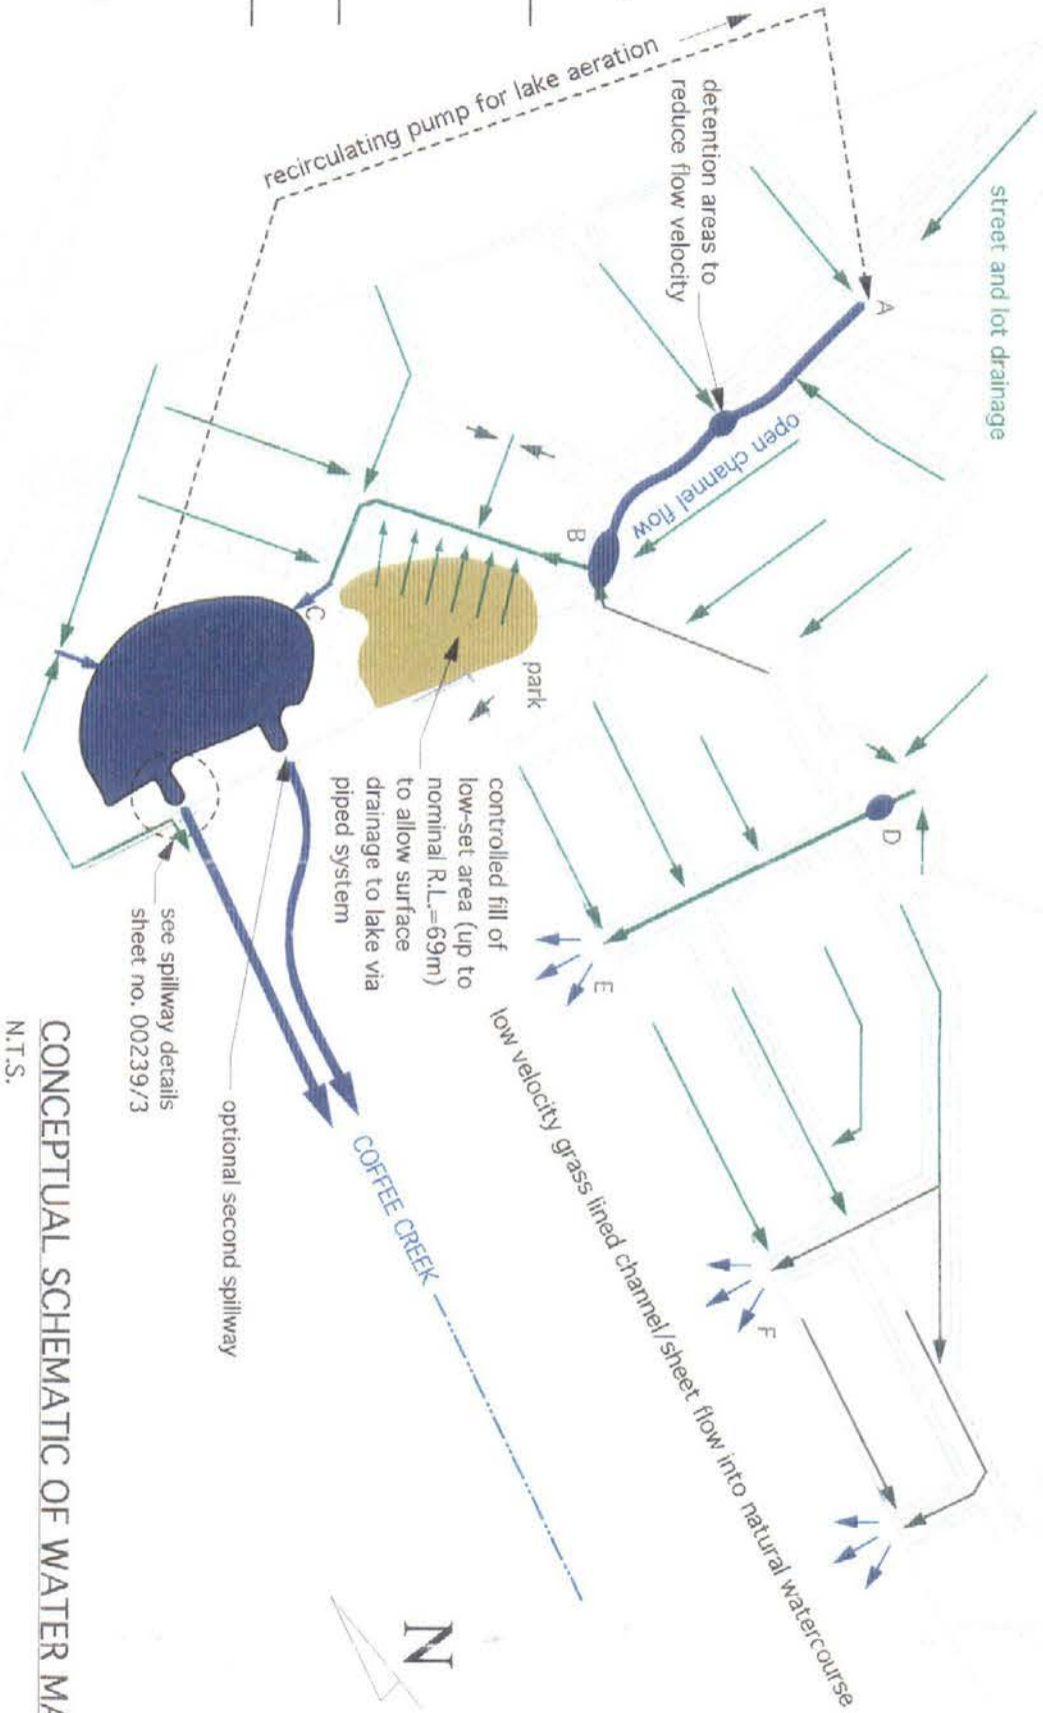 street and lot drainage
recirculating pump for lake aeration
detention areas to
reduce flow velocity
A
open channel flow
B
C
park
controlled fill of
low-set area (up to
nominal R.L.=69m)
to allow surface
drainage to lake via
piped system
D
E
F
low velocity grass lined channel/sheet flow into natural watercourse
see spillway details
sheet no. 00239/3
optional second spillway
COFFEE CREEK
N
CONCEPTUAL SCHEMATIC OF WATER MA
N.T.S.